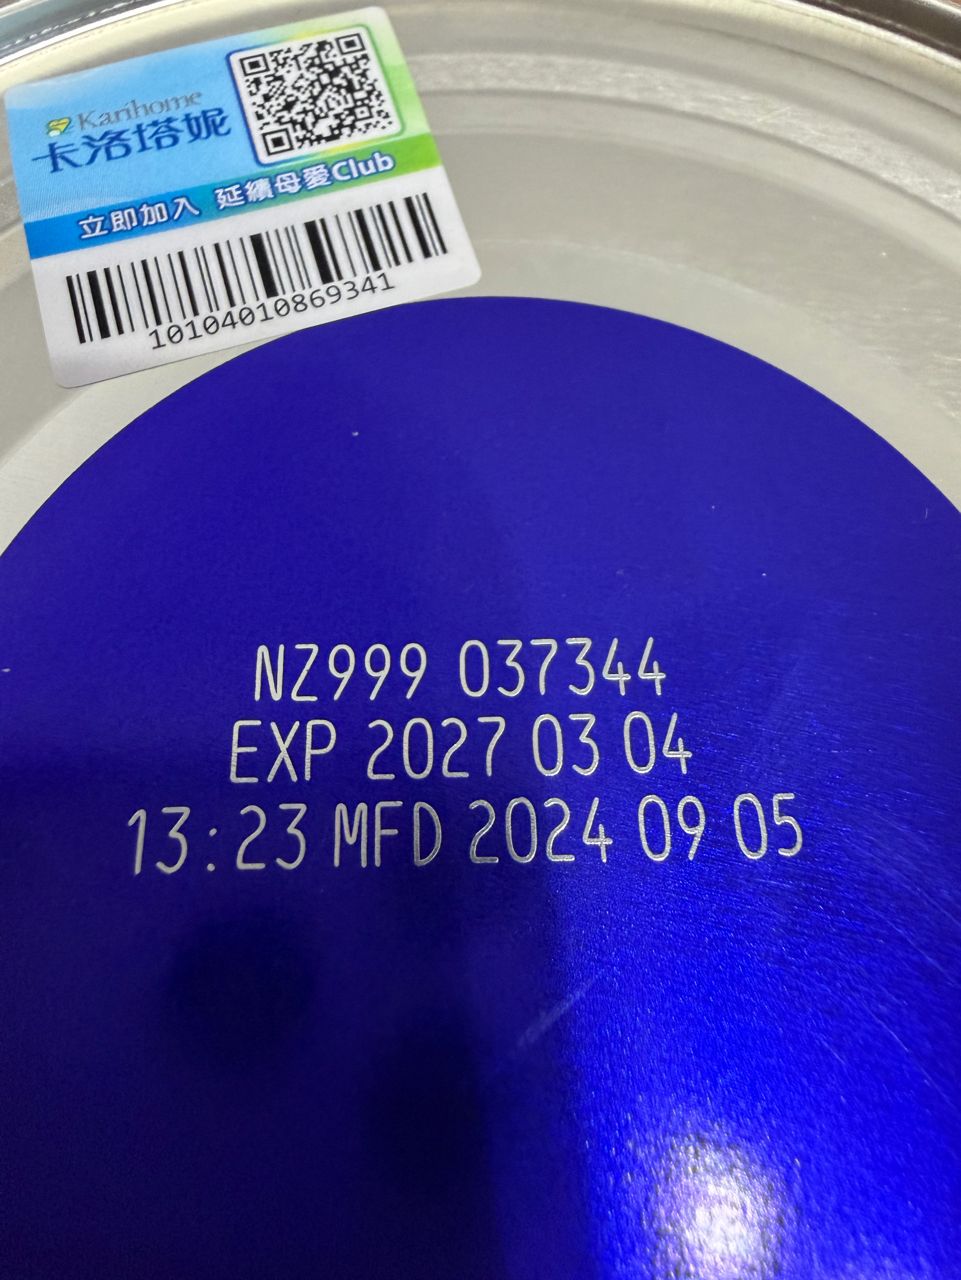 Karihome
卡洛塔妮
立即加入 延續母愛Club
10104010869341
NZ999 037344
EXP 2027 03 04
13:23 MFD 2024 09 05